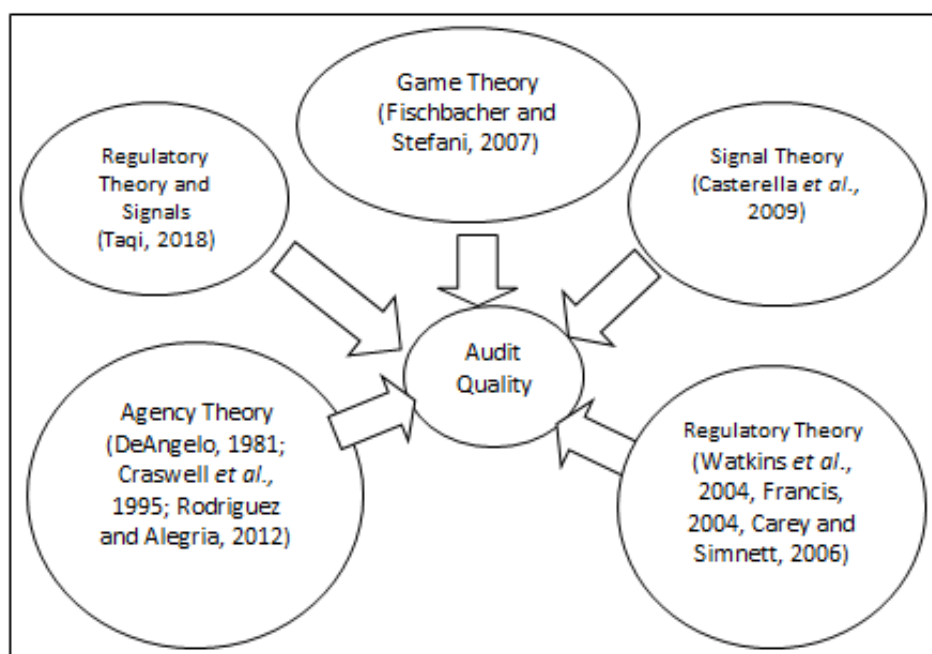 Game Theory
(Fischbacher and
Stefani, 2007)
Regulatory
Theory and
Signals
(Taqi, 2018)
Signal Theory
(Casterella et al.,
2009)
Audit
Quality
Agency Theory
(DeAngelo, 1981;
Craswell et al.,
1995; Rodriguez
and Alegria, 2012)
Regulatory Theory
(Watkins et al.,
2004, Francis,
2004, Carey and
Simnett, 2006)